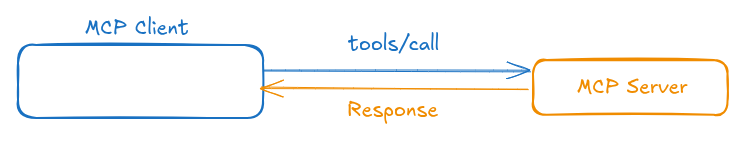 MCP Client
tools/call
MCP Server
Response